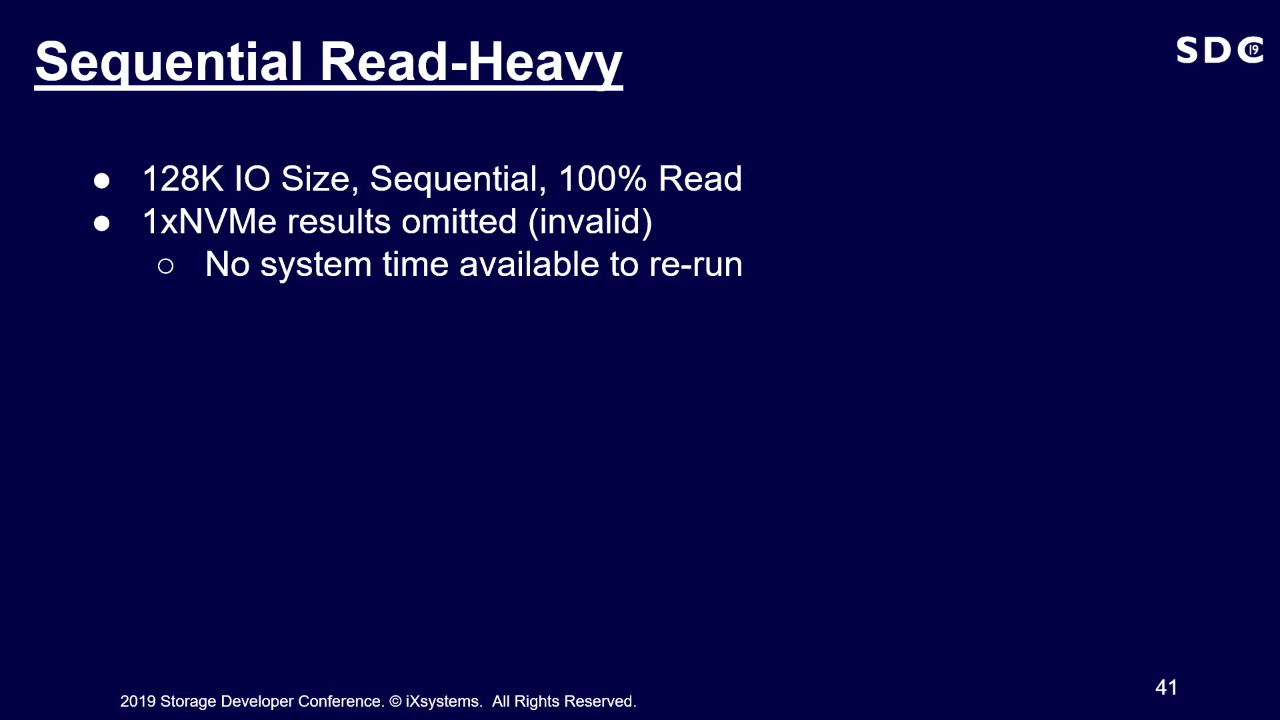 Sequential Read-Heavy
SDC 19
● 128K IO Size, Sequential, 100% Read
● 1xNVMe results omitted (invalid)
○ No system time available to re-run
41
2019 Storage Developer Conference. © iXsystems. All Rights Reserved.